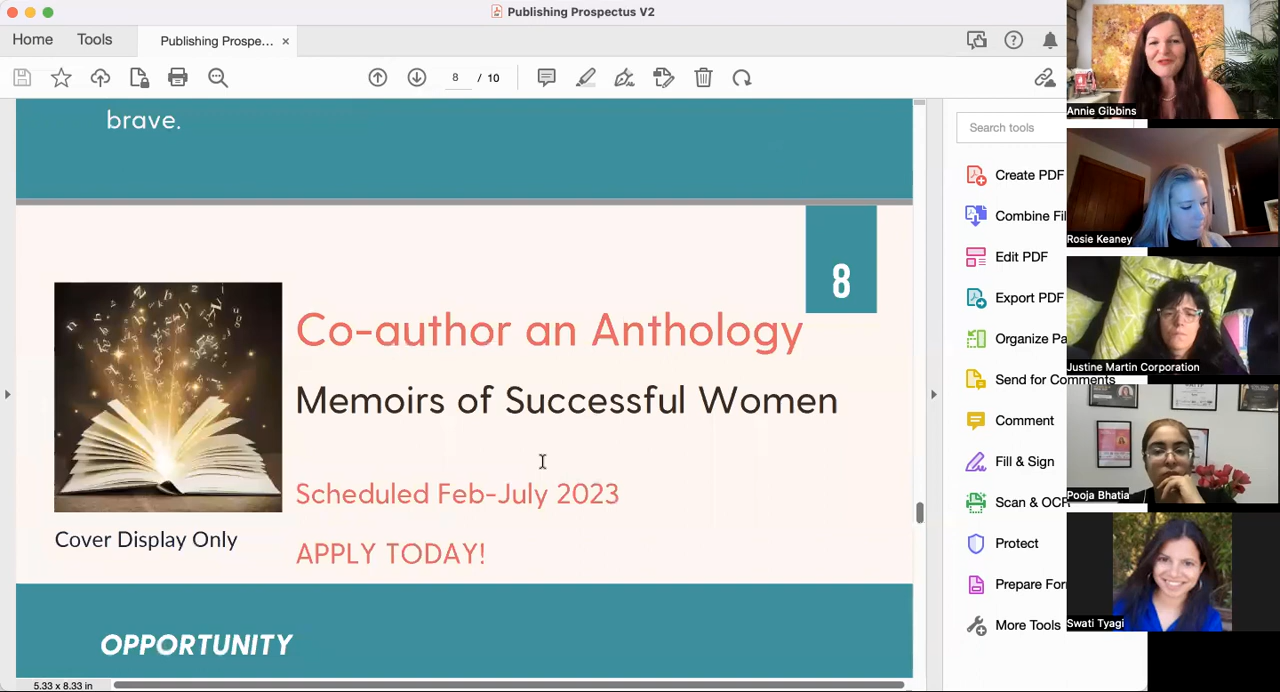 Publishing Prospectus V2
Home
Tools
Publishing Prospe...
8 / 10
brave.
8
Co-author an Anthology
Memoirs of Successful Women
Scheduled Feb-July 2023
APPLY TODAY!
Cover Display Only
OPPORTUNITY
5.33 x 8.33 in
Search tools
Create PDF
Combine Fil
Edit PDF
Export PDF
Organize Pa
Send for Comments
Comment
Fill & Sign
Scan & OCR
Protect
Prepare For
More Tools
Annie Gibbins
Rosie Keaney
Justine Martin Corporation
Pooja Bhatia
Swati Tyagi